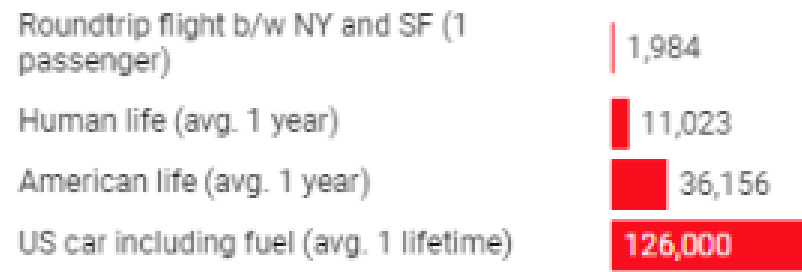 Roundtrip flight b/w NY and SF (1
passenger)
1,984
Human life (avg. 1 year)
11,023
American life (avg. 1 year)
36,156
US car including fuel (avg. 1 lifetime)
126,000